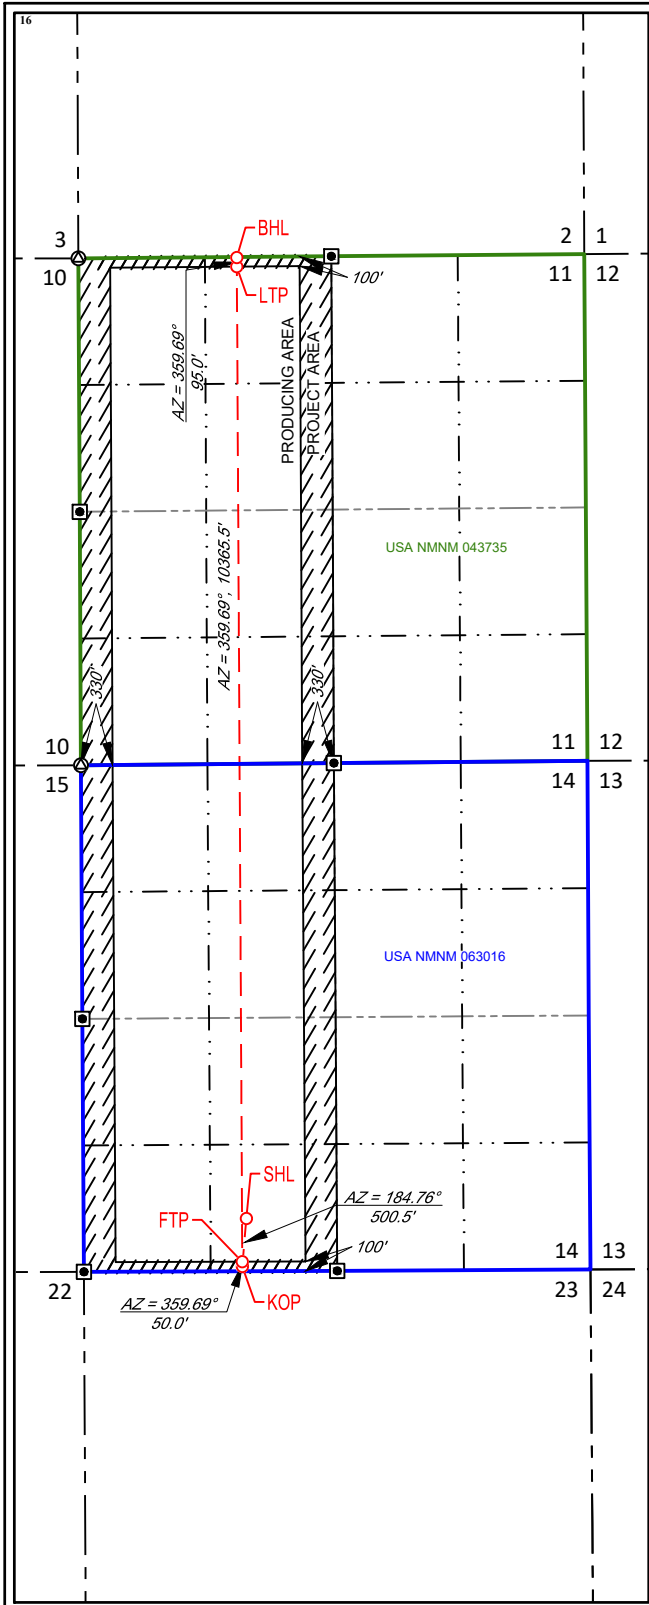 16
BHL
3
2
1
10
11
12
100'
LTP
AZ = 359.69°
95.0'
PRODUCING AREA
PROJECT AREA
USA NMNM 043735
AZ = 359.69°, 10365.5'
330'
330'
10
11
12
15
14
13
USA NMNM 063016
SHL
AZ = 184.76°
500.5'
FTP
100'
14
13
22
23
24
KOP
AZ = 359.69°
50.0'